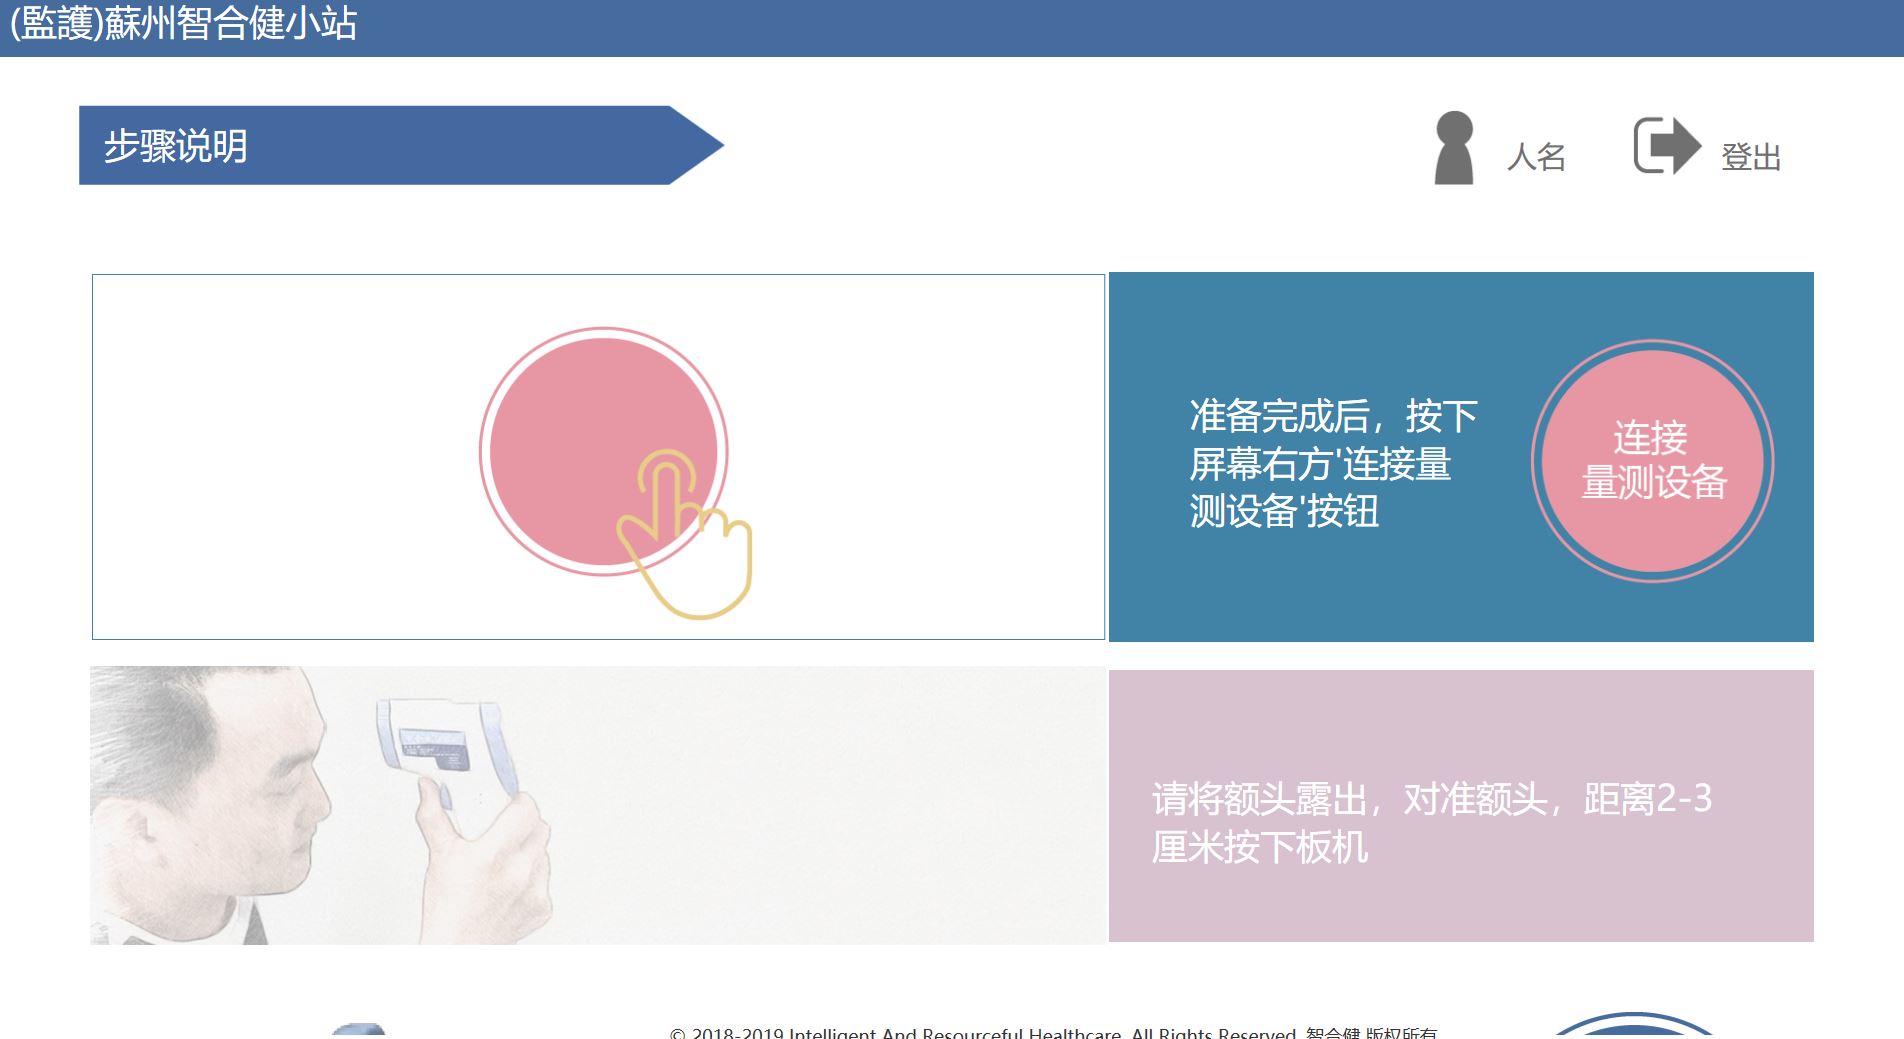 (監護)蘇州智合健小站
步骤说明
人名
登出
准备完成后，按下
屏幕右方'连接量
测设备'按钮
连接
量测设备
请将额头露出，对准额头，距离2-3
厘米按下板机
© 2018-2019 Intelligent And Resourceful Healthcare. All Rights Reserved. 智合健 版权所有